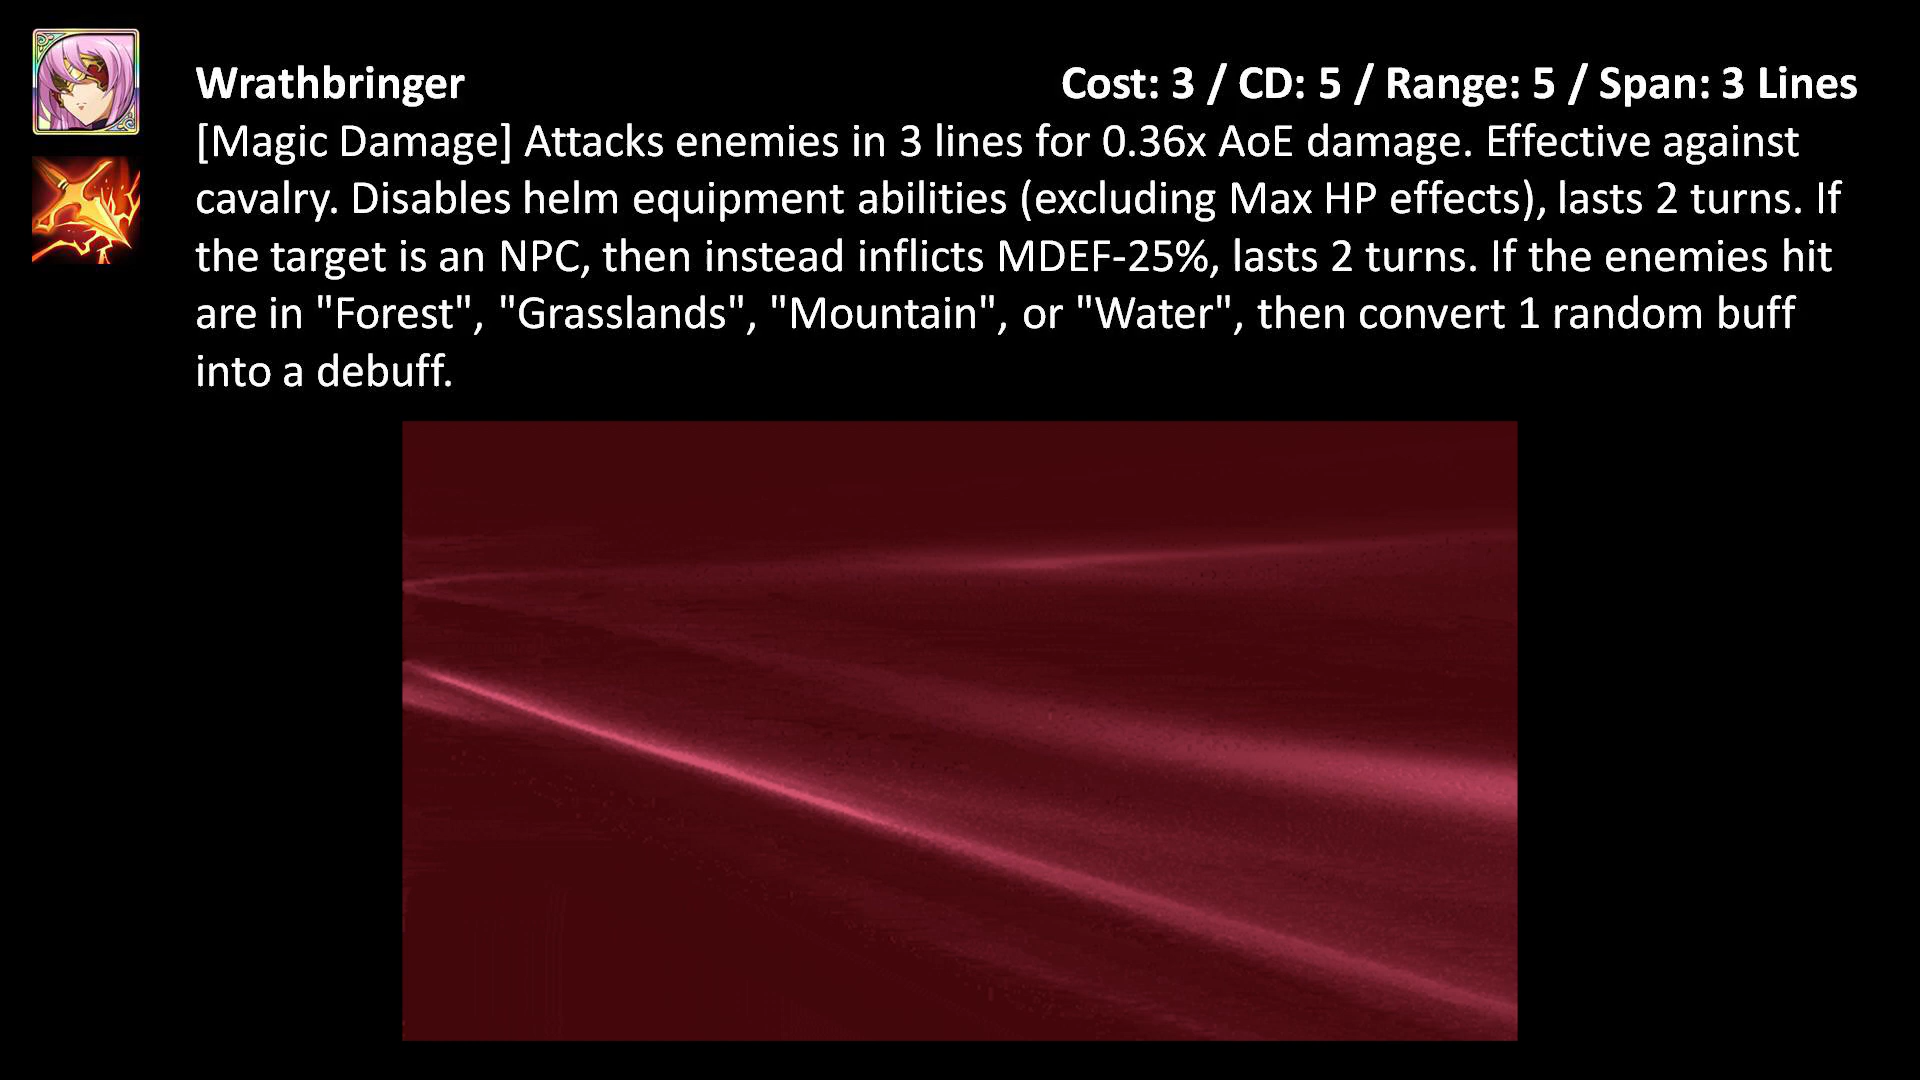 Wrathbringer Cost: 3 / CD: 5 / Range: 5 / Span: 3 Lines
[Magic Damage] Attacks enemies in 3 lines for 0.36x AoE damage. Effective against
cavalry. Disables helm equipment abilities (excluding Max HP effects), lasts 2 turns. If
the target is an NPC, then instead inflicts MDEF-25%, lasts 2 turns. If the enemies hit
are in "Forest", "Grasslands", "Mountain", or "Water", then convert 1 random buff
into a debuff.